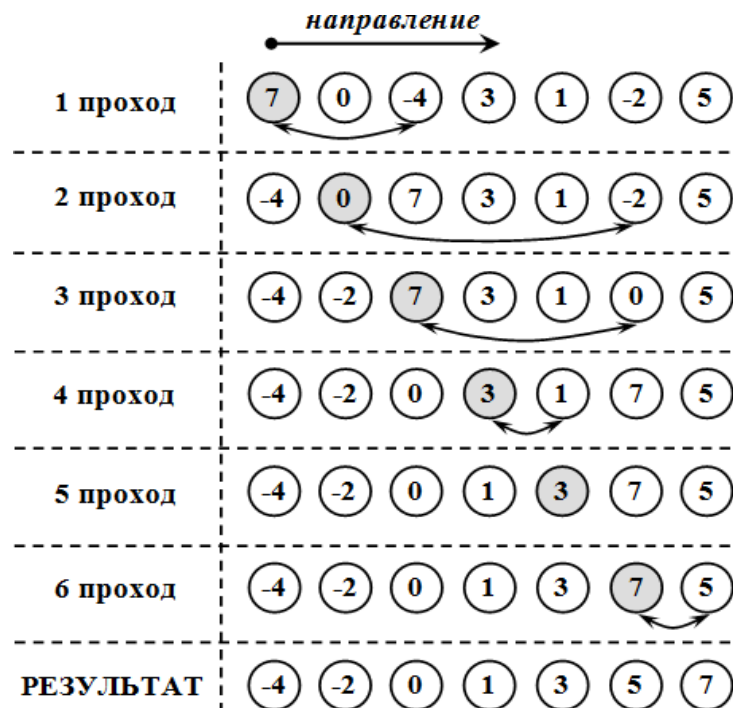 направление
1 проход 7 0 -4 3 1 -2 5
2 проход -4 0 7 3 1 -2 5
3 проход -4 -2 7 3 1 0 5
4 проход -4 -2 0 3 1 7 5
5 проход -4 -2 0 1 3 7 5
6 проход -4 -2 0 1 3 7 5
РЕЗУЛЬТАТ -4 -2 0 1 3 5 7